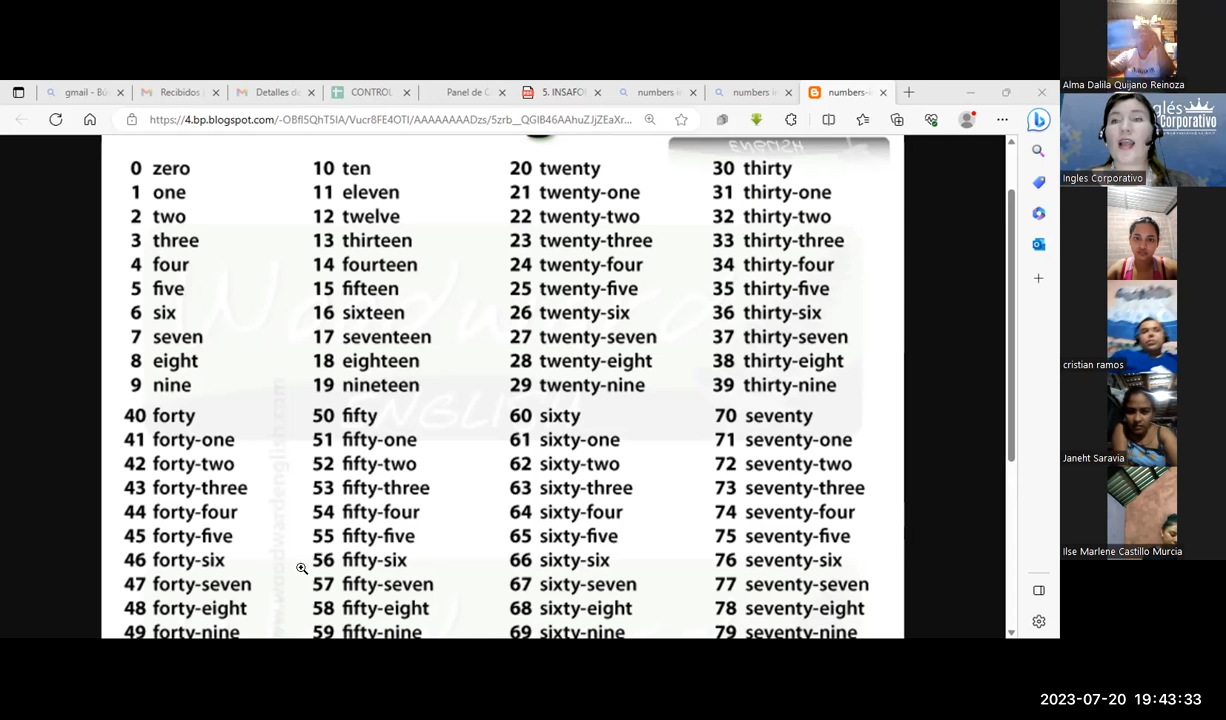 gmail - Bú
Recibidos
Detalles de
CONTROL
Panel de C
5. INSAFO
numbers in
numbers in
numbers-i
https://4.bp.blogspot.com/-OBfI5QhT5IA/Vucr8FE4OTI/AAAAAAAADzs/5zrb__QGIB46AAhuZJjZEaXr...
ENGLISH
0 zero 10 ten 20 twenty 30 thirty
1 one 11 eleven 21 twenty-one 31 thirty-one
2 two 12 twelve 22 twenty-two 32 thirty-two
3 three 13 thirteen 23 twenty-three 33 thirty-three
4 four 14 fourteen 24 twenty-four 34 thirty-four
5 five 15 fifteen 25 twenty-five 35 thirty-five
6 six 16 sixteen 26 twenty-six 36 thirty-six
7 seven 17 seventeen 27 twenty-seven 37 thirty-seven
8 eight 18 eighteen 28 twenty-eight 38 thirty-eight
9 nine 19 nineteen 29 twenty-nine 39 thirty-nine
40 forty 50 fifty 60 sixty 70 seventy
41 forty-one 51 fifty-one 61 sixty-one 71 seventy-one
42 forty-two 52 fifty-two 62 sixty-two 72 seventy-two
43 forty-three 53 fifty-three 63 sixty-three 73 seventy-three
44 forty-four 54 fifty-four 64 sixty-four 74 seventy-four
45 forty-five 55 fifty-five 65 sixty-five 75 seventy-five
46 forty-six 56 fifty-six 66 sixty-six 76 seventy-six
47 forty-seven 57 fifty-seven 67 sixty-seven 77 seventy-seven
48 forty-eight 58 fifty-eight 68 sixty-eight 78 seventy-eight
49 forty-nine 59 fifty-nine 69 sixty-nine 79 seventy-nine
Woodward
ENGLISH
www.woodwardenglish.com
Alma Dalila Quijano Reinoza
glés
Corporativo
Ingles Corporativo
cristian ramos
Janeht Saravia
Ilse Marlene Castillo Murcia
2023-07-20 19:43:33